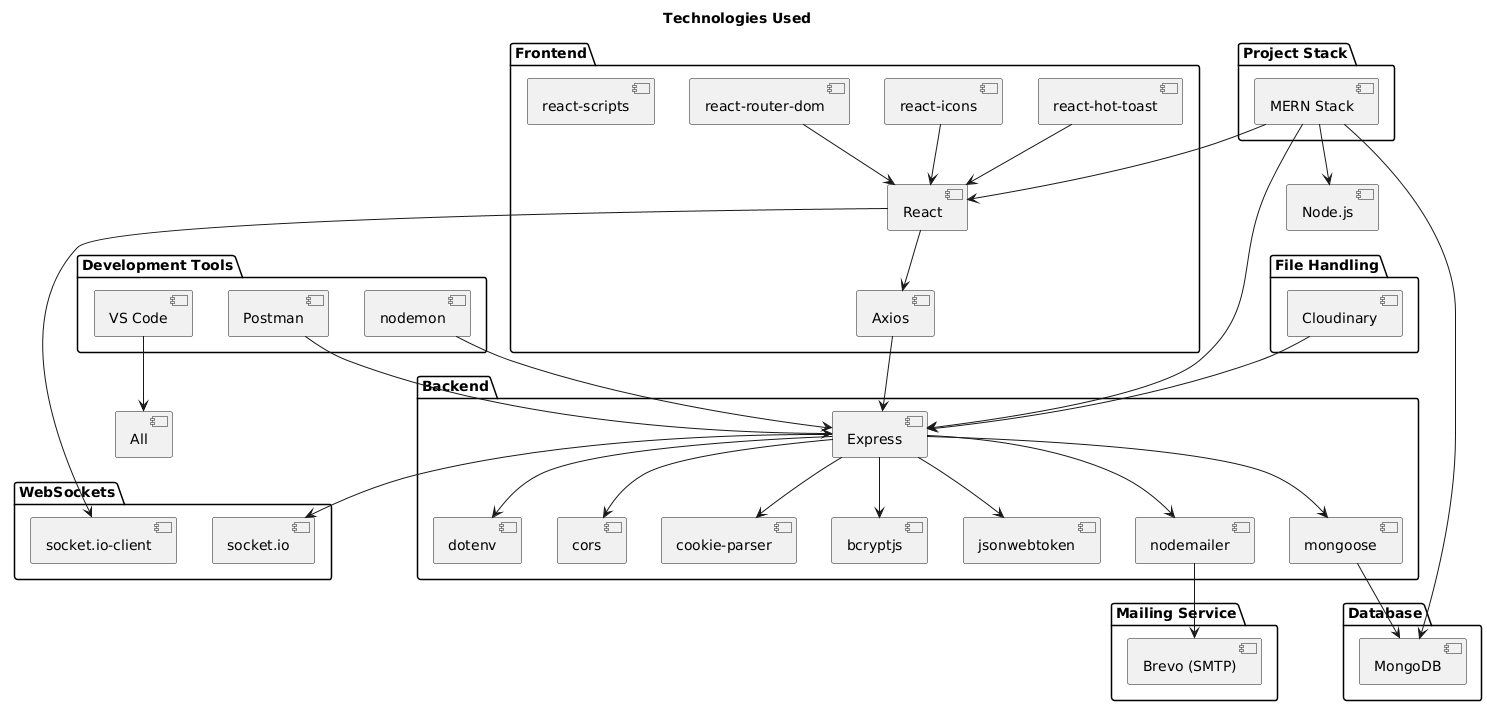 Technologies Used
Frontend
Project Stack
react-scripts
react-router-dom
react-icons
react-hot-toast
MERN Stack
React
Node.js
Development Tools
File Handling
VS Code
Postman
nodemon
Axios
Cloudinary
Backend
All
Express
WebSockets
socket.io-client
socket.io
dotenv
cors
cookie-parser
bcryptjs
jsonwebtoken
nodemailer
mongoose
Mailing Service
Database
Brevo (SMTP)
MongoDB